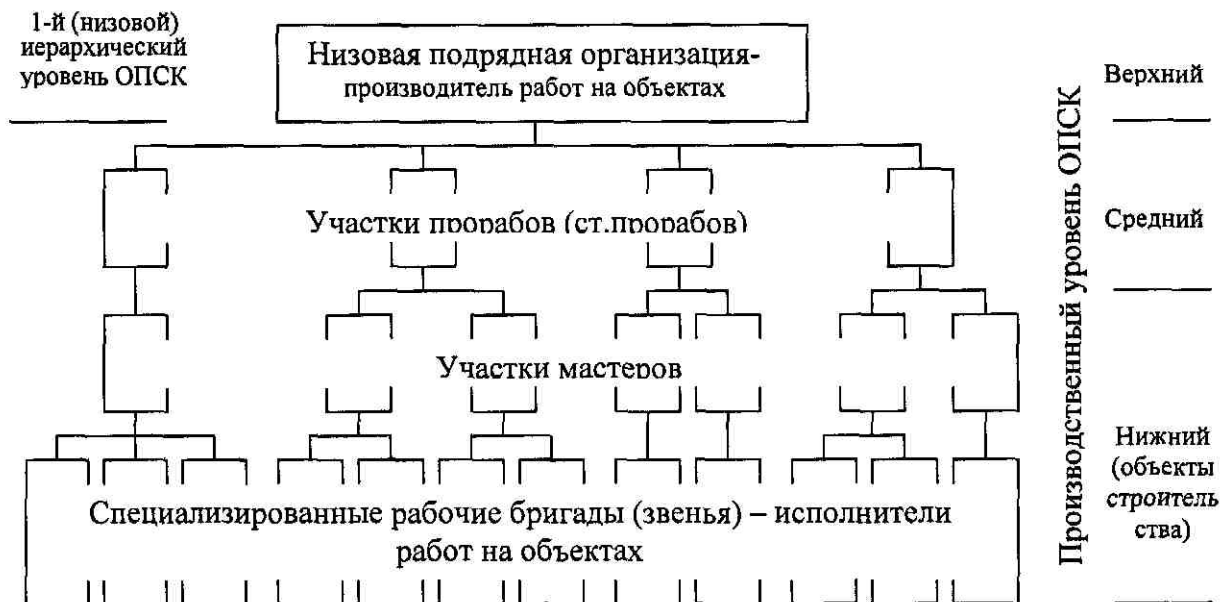 1-й (низовой)
иерархический
уровень ОПСК
Низовая подрядная организация-
производитель работ на объектах
Участки прорабов (ст.прорабов)
Участки мастеров
Специализированные рабочие бригады (звенья) – исполнители
работ на объектах
Производственный уровень ОПСК
Верхний
Средний
Нижний
(объекты
строитель
ства)